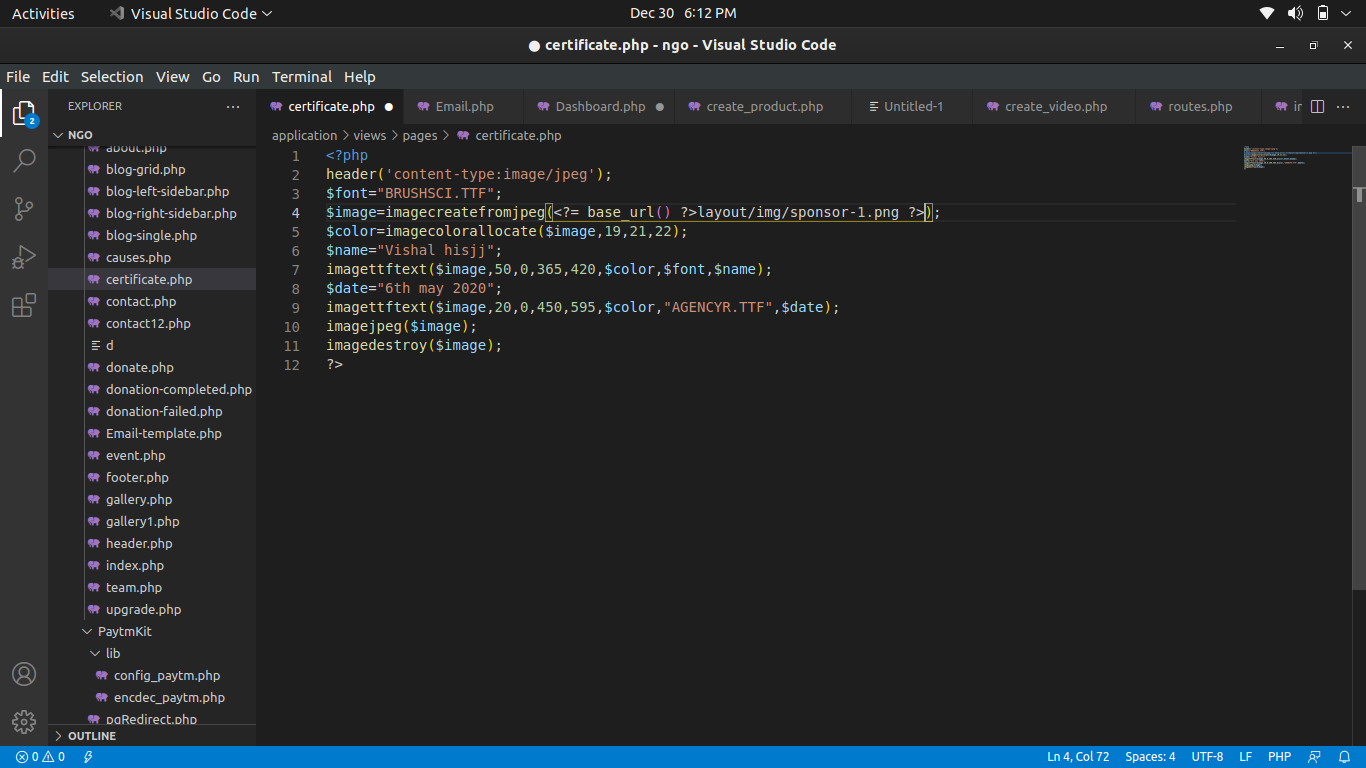 Activities Visual Studio Code Dec 30 6:12 PM
certificate.php - ngo - Visual Studio Code
File Edit Selection View Go Run Terminal Help
EXPLORER
2
NGO
about.php
blog-grid.php
blog-left-sidebar.php
blog-right-sidebar.php
blog-single.php
causes.php
certificate.php
contact.php
contact12.php
d
donate.php
donation-completed.php
donation-failed.php
Email-template.php
event.php
footer.php
gallery.php
gallery1.php
header.php
index.php
team.php
upgrade.php
PaytmKit
lib
config_paytm.php
encdec_paytm.php
pgRedirect.php
OUTLINE
certificate.php Email.php Dashboard.php create_product.php Untitled-1 create_video.php routes.php in
application > views > pages > certificate.php
1 <?php
2 header('content-type:image/jpeg');
3 $font="BRUSHSCI.TTF";
4 $image=imagecreatefromjpeg(<?= base_url() ?>layout/img/sponsor-1.png ?>);
5 $color=imagecolorallocate($image,19,21,22);
6 $name="Vishal hisjj";
7 imagettftext($image,50,0,365,420,$color,$font,$name);
8 $date="6th may 2020";
9 imagettftext($image,20,0,450,595,$color,"AGENCYR.TTF",$date);
10 imagejpeg($image);
11 imagedestroy($image);
12 ?>
0 0 Ln 4, Col 72 Spaces: 4 UTF-8 LF PHP